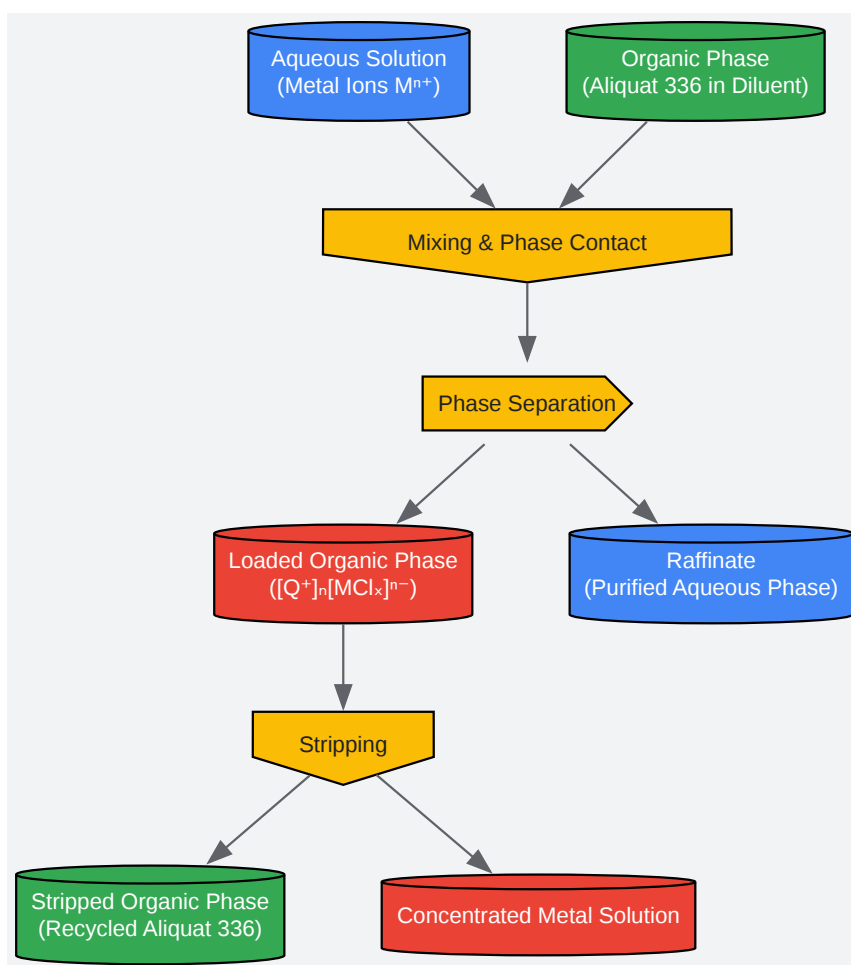 Aqueous Solution
(Metal Ions Mⁿ⁺)
Organic Phase
(Aliquat 336 in Diluent)
Mixing & Phase Contact
Phase Separation
Loaded Organic Phase
([Q⁺]ₙ[MClₓ]ⁿ⁻)
Raffinate
(Purified Aqueous Phase)
Stripping
Stripped Organic Phase
(Recycled Aliquat 336)
Concentrated Metal Solution